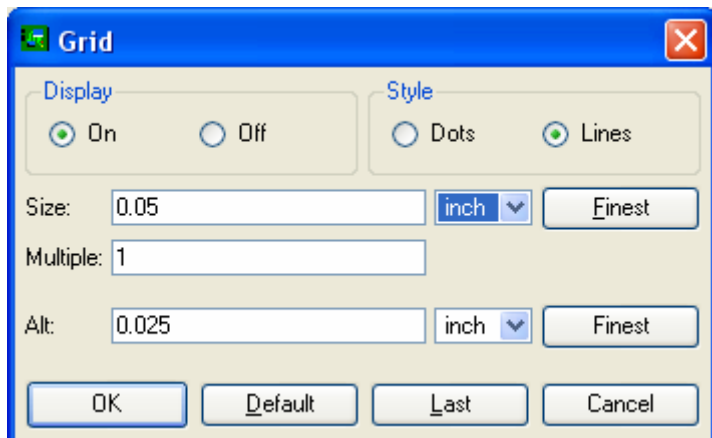 Grid
Display Style
On Off Dots Lines
Size: 0.05 inch Finest
Multiple: 1
Alt: 0.025 inch Finest
OK Default Last Cancel